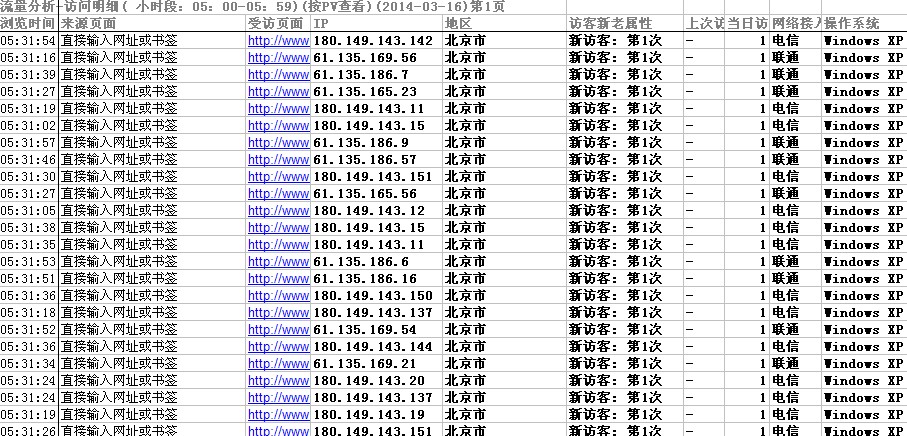 流量分析-访问明细( 小时段：05：00-05：59)(按PV查看)(2014-03-16)第1页
浏览时间 来源页面 受访页面 IP 地区 访客新老属性 上次访 当日访 网络接入 操作系统
05:31:54 直接输入网址或书签 http://www 180.149.143.142 北京市 新访客：第1次 - 1 电信 Windows XP
05:31:16 直接输入网址或书签 http://www 61.135.169.56 北京市 新访客：第1次 - 1 联通 Windows XP
05:31:39 直接输入网址或书签 http://www 61.135.186.7 北京市 新访客：第1次 - 1 联通 Windows XP
05:31:27 直接输入网址或书签 http://www 61.135.165.23 北京市 新访客：第1次 - 1 联通 Windows XP
05:31:19 直接输入网址或书签 http://www 180.149.143.11 北京市 新访客：第1次 - 1 电信 Windows XP
05:31:02 直接输入网址或书签 http://www 180.149.143.15 北京市 新访客：第1次 - 1 电信 Windows XP
05:31:57 直接输入网址或书签 http://www 61.135.186.9 北京市 新访客：第1次 - 1 联通 Windows XP
05:31:46 直接输入网址或书签 http://www 61.135.186.57 北京市 新访客：第1次 - 1 联通 Windows XP
05:31:30 直接输入网址或书签 http://www 180.149.143.151 北京市 新访客：第1次 - 1 电信 Windows XP
05:31:27 直接输入网址或书签 http://www 61.135.165.56 北京市 新访客：第1次 - 1 联通 Windows XP
05:31:05 直接输入网址或书签 http://www 180.149.143.12 北京市 新访客：第1次 - 1 电信 Windows XP
05:31:38 直接输入网址或书签 http://www 180.149.143.15 北京市 新访客：第1次 - 1 电信 Windows XP
05:31:35 直接输入网址或书签 http://www 180.149.143.11 北京市 新访客：第1次 - 1 电信 Windows XP
05:31:53 直接输入网址或书签 http://www 61.135.186.6 北京市 新访客：第1次 - 1 联通 Windows XP
05:31:51 直接输入网址或书签 http://www 61.135.186.16 北京市 新访客：第1次 - 1 联通 Windows XP
05:31:36 直接输入网址或书签 http://www 180.149.143.150 北京市 新访客：第1次 - 1 电信 Windows XP
05:31:18 直接输入网址或书签 http://www 180.149.143.137 北京市 新访客：第1次 - 1 电信 Windows XP
05:31:52 直接输入网址或书签 http://www 61.135.169.54 北京市 新访客：第1次 - 1 联通 Windows XP
05:31:36 直接输入网址或书签 http://www 180.149.143.144 北京市 新访客：第1次 - 1 电信 Windows XP
05:31:34 直接输入网址或书签 http://www 61.135.169.21 北京市 新访客：第1次 - 1 联通 Windows XP
05:31:24 直接输入网址或书签 http://www 180.149.143.20 北京市 新访客：第1次 - 1 电信 Windows XP
05:31:24 直接输入网址或书签 http://www 180.149.143.137 北京市 新访客：第1次 - 1 电信 Windows XP
05:31:19 直接输入网址或书签 http://www 180.149.143.19 北京市 新访客：第1次 - 1 电信 Windows XP
05:31:26 直接输入网址或书签 http://www 180.149.143.151 北京市 新访客：第1次 - 1 电信 Windows XP